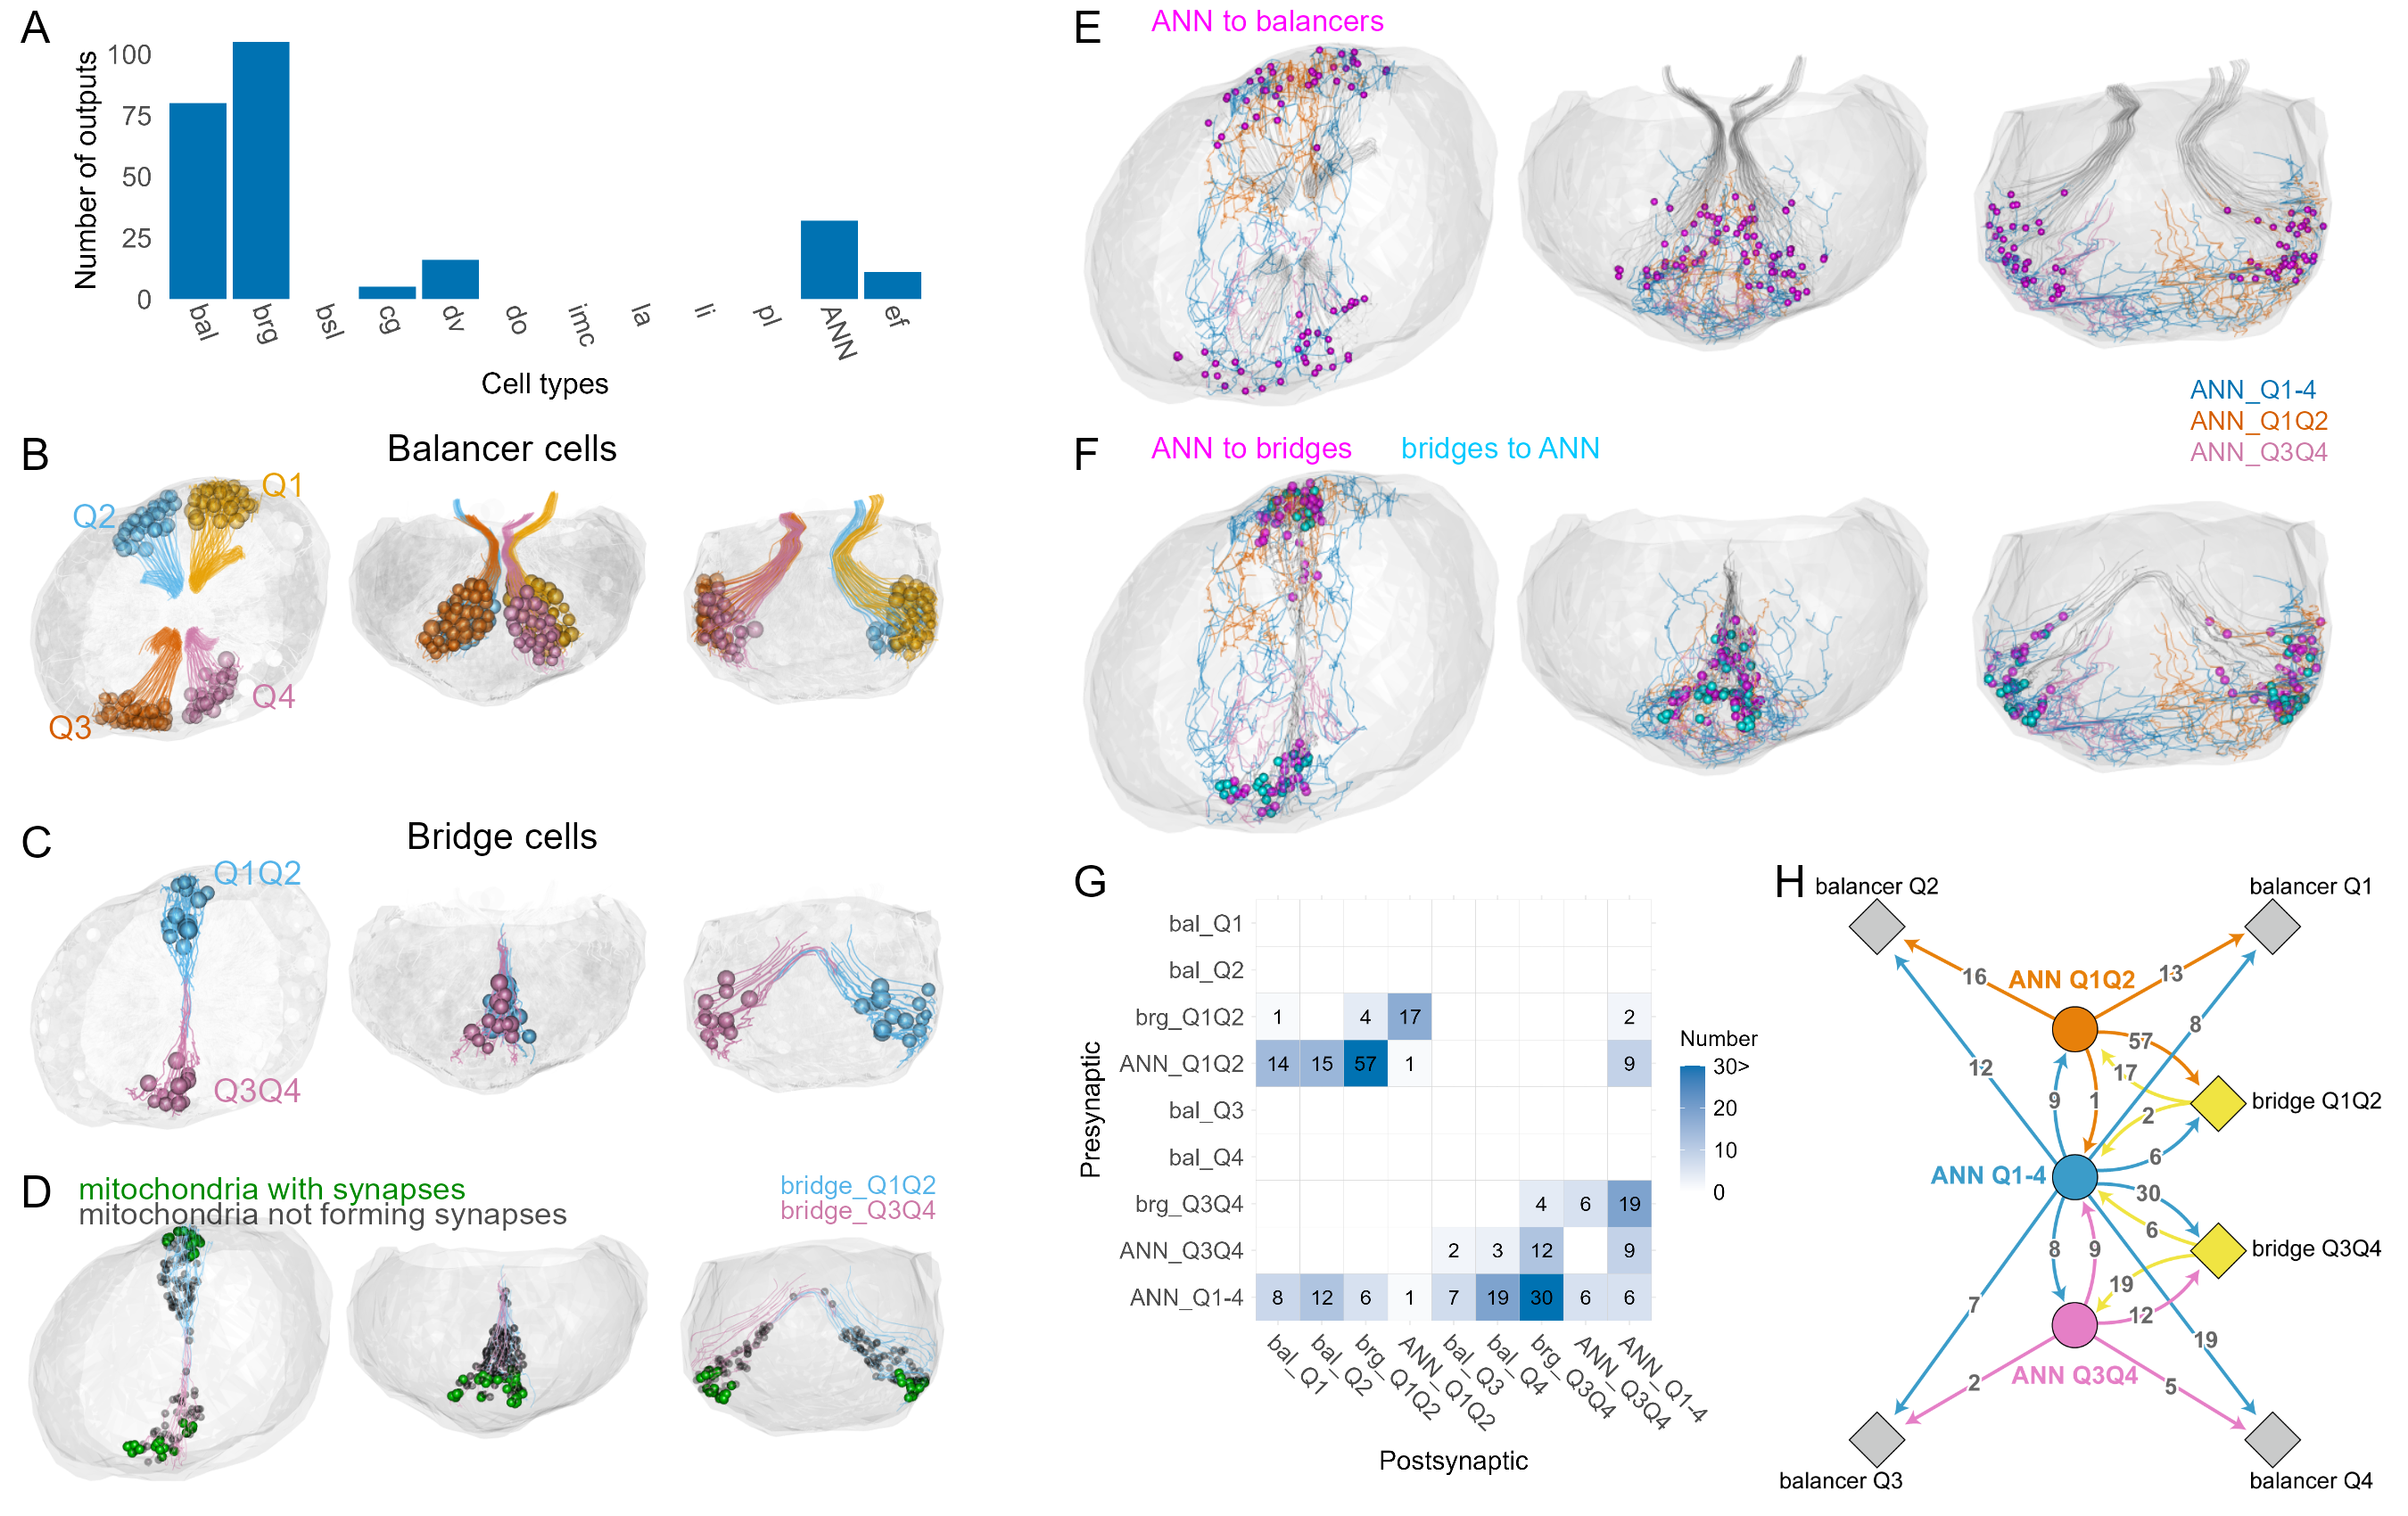 A
Number of outputs
100
75
50
25
0
bal
brg
bsl
cg
dv
do
imc
la
li
pl
ANN
ef
Cell types
B
Balancer cells
Q1
Q2
Q3
Q4
C
Bridge cells
Q1Q2
Q3Q4
D
mitochondria with synapses
mitochondria not forming synapses
bridge_Q1Q2
bridge_Q3Q4
E
ANN to balancers
ANN_Q1-4
ANN_Q1Q2
ANN_Q3Q4
F
ANN to bridges bridges to ANN
G
Presynaptic
bal_Q1
bal_Q2
brg_Q1Q2 1 4 17 2
ANN_Q1Q2 14 15 57 1 9
bal_Q3
bal_Q4
brg_Q3Q4 4 6 19
ANN_Q3Q4 2 3 12 9
ANN_Q1-4 8 12 6 1 7 19 30 6 6
bal_Q1
bal_Q2
brg_Q1Q2
ANN_Q1Q2
bal_Q3
bal_Q4
brg_Q3Q4
ANN_Q3Q4
ANN_Q1-4
Postsynaptic
Number
30>
20
10
0
H
balancer Q2
balancer Q1
16
13
ANN Q1Q2
57
8
12
17
9
1
2
bridge Q1Q2
6
ANN Q1-4
30
6
bridge Q3Q4
8
9
19
12
7
19
ANN Q3Q4
2
5
balancer Q3
balancer Q4